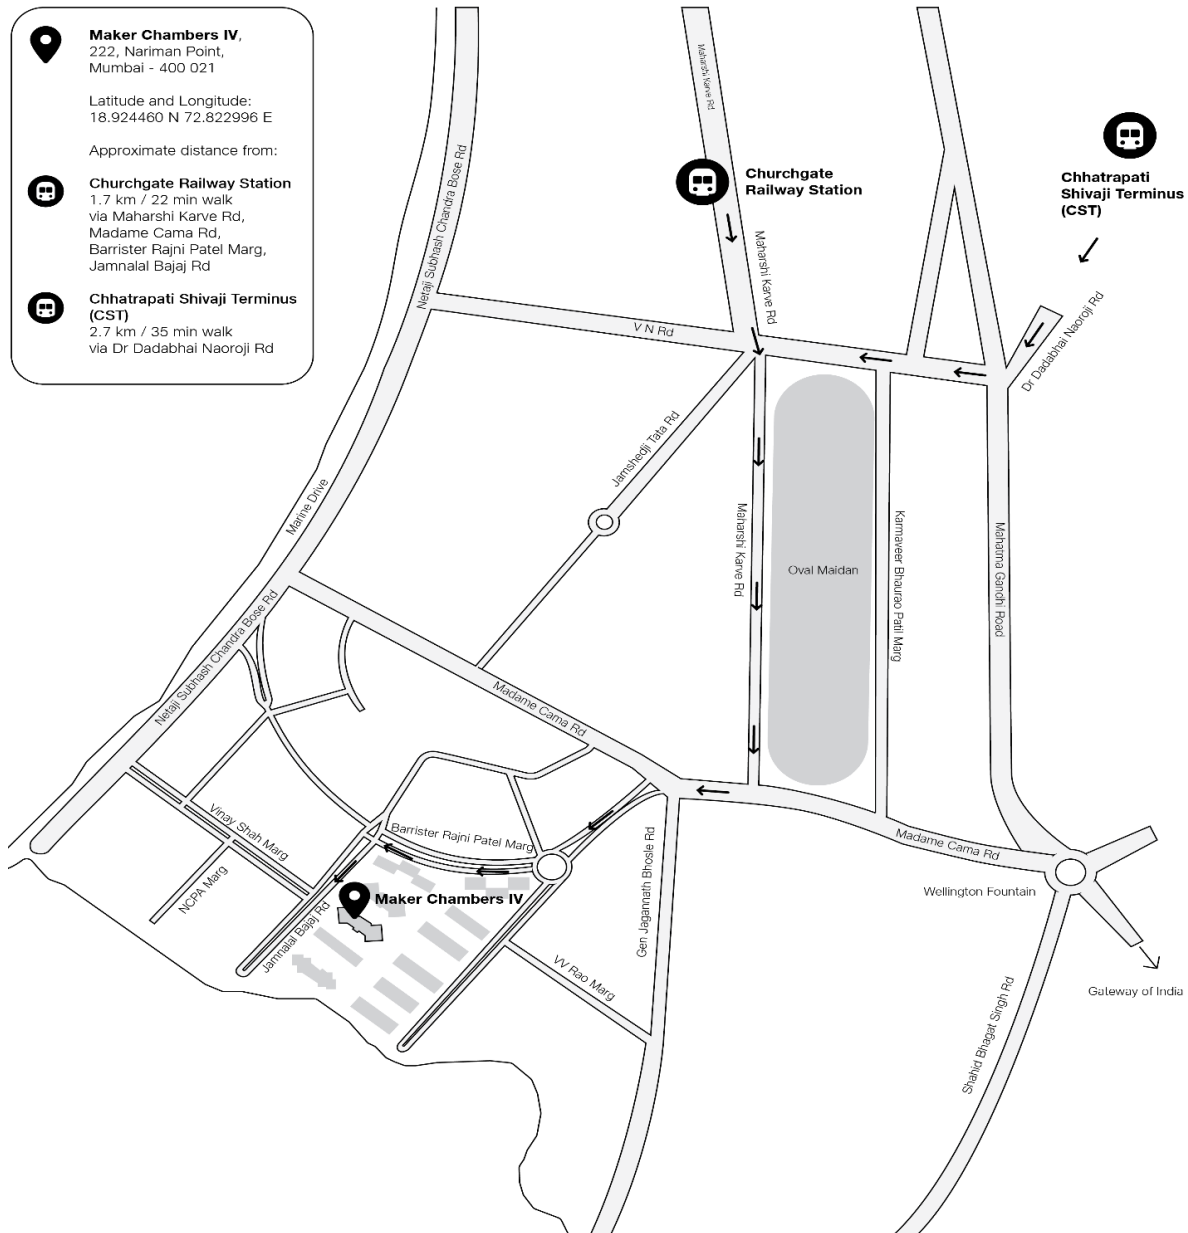 Maker Chambers IV,
222, Nariman Point,
Mumbai - 400 021
Latitude and Longitude:
18.924460 N 72.822996 E
Approximate distance from:
Churchgate Railway Station
1.7 km / 22 min walk
via Maharshi Karve Rd,
Madame Cama Rd,
Barrister Rajni Patel Marg,
Jamnalal Bajaj Rd
Chhatrapati Shivaji Terminus
(CST)
2.7 km / 35 min walk
via Dr Dadabhai Naoroji Rd
Maharshi Karve Rd
Churchgate
Railway Station
Chhatrapati
Shivaji Terminus
(CST)
Netaji Subhash Chandra Bose Rd
Maharshi Karve Rd
V N Rd
Dr Dadabhai Naoroji Rd
Jamshedji Tata Rd
Marine Drive
Maharshi Karve Rd
Oval Maidan
Karmaveer Bhaurao Patil Marg
Mahatma Gandhi Road
Netaji Subhash Chandra Bose Rd
Madame Cama Rd
Vinay Shah Marg
Barrister Rajni Patel Marg
Madame Cama Rd
NCPA Marg
Maker Chambers IV
Gen Jagannath Bhosle Rd
Wellington Fountain
Jamnalal Bajaj Rd
VV Rao Marg
Shahid Bhagat Singh Rd
Gateway of India